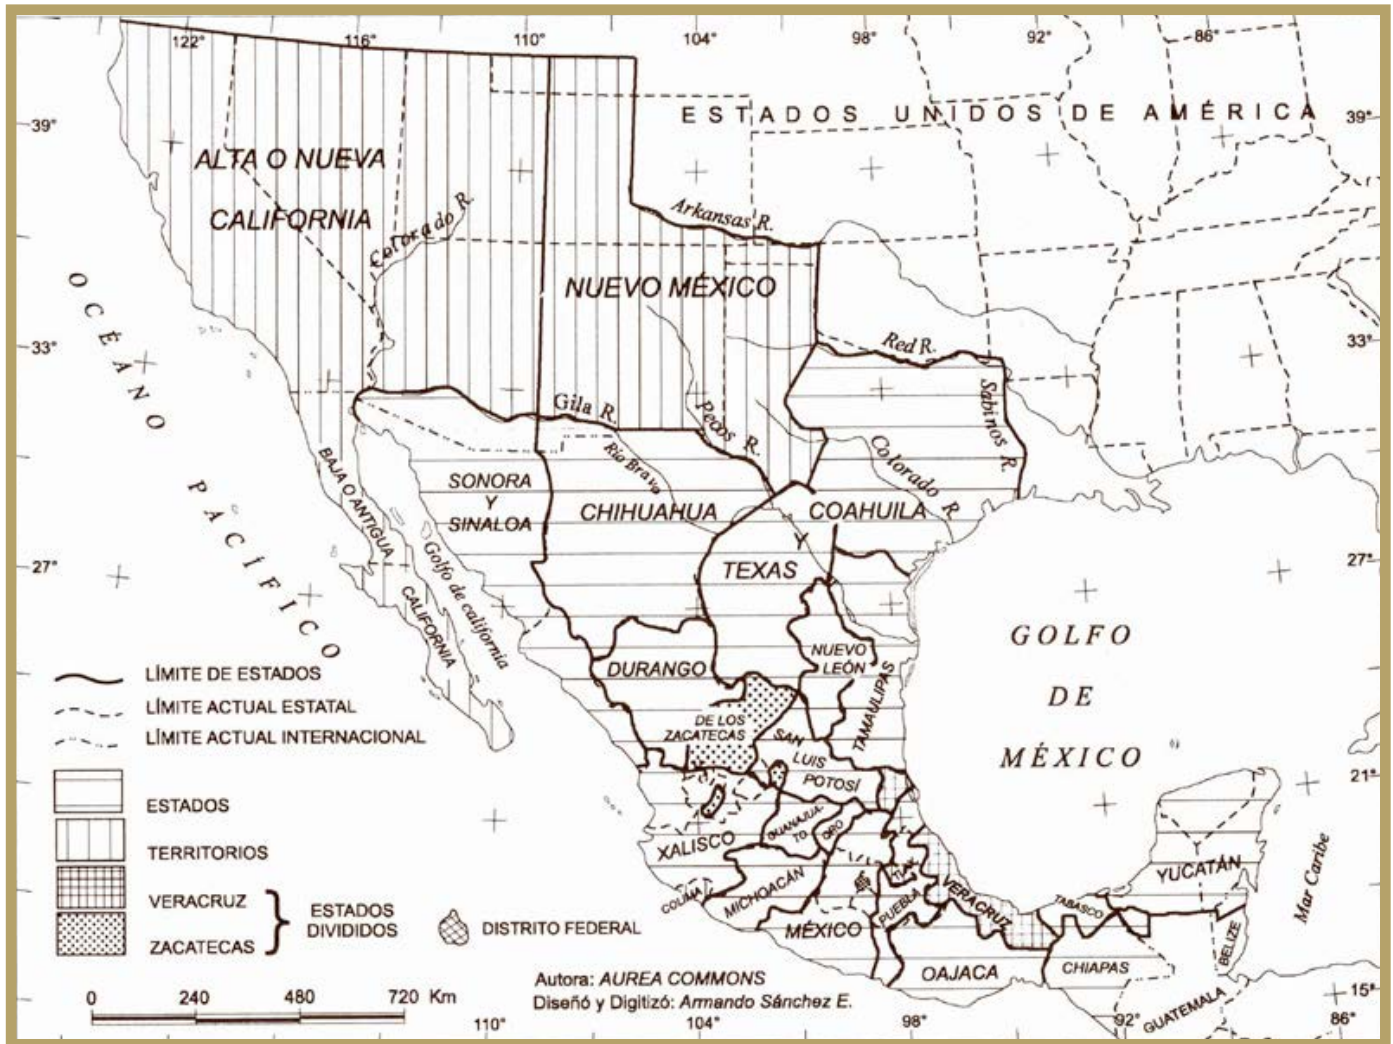 122° 116° 110° 104° 98° 92° 86°
ESTADOS UNIDOS DE AMÉRICA
39° 39°
ALTA O NUEVA
CALIFORNIA
Colorado R.
Arkansas R.
NUEVO MÉXICO
OCÉANO PACÍFICO
33° 33°
Red R.
Sabinos R.
Gila R.
Pecos R.
Río Bravo
Colorado R.
BAJA O ANTIGUA
CALIFORNIA
Golfo de california
SONORA
Y
SINALOA
CHIHUAHUA
COAHUILA
Y
TEXAS
27° 27°
GOLFO
DE
MÉXICO
NUEVO
LEÓN
DURANGO
TAMAULIPAS
DE LOS
ZACATECAS
SAN
LUIS
POTOSÍ
21°
XALISCO
GUANAJUA-
TO
QRO
TLAX
COLIMA
MICHOACÁN
MÉXICO
PUEBLA
VERACRUZ
TABASCO
YUCATÁN
Mar Caribe
OAJACA
CHIAPAS
BELIZE
GUATEMALA
15°
LÍMITE DE ESTADOS
LÍMITE ACTUAL ESTATAL
LÍMITE ACTUAL INTERNACIONAL
ESTADOS
TERRITORIOS
VERACRUZ
ZACATECAS
ESTADOS
DIVIDIDOS
DISTRITO FEDERAL
Autora: AUREA COMMONS
Diseñó y Digitizó: Armando Sánchez E.
0 240 480 720 Km
110° 104° 98° 92° 86°